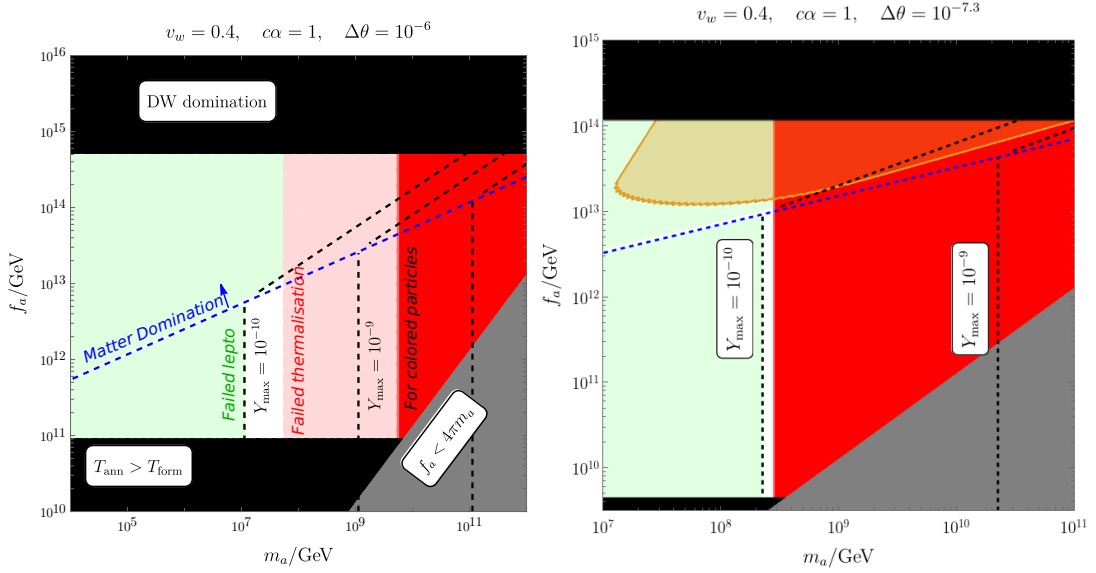 v_w = 0.4, cα = 1, Δθ = 10^-6
10^16
10^15
10^14
10^13
10^12
10^11
10^10
f_a/GeV
DW domination
Matter Domination
Failed lepto
Y_max = 10^-10
Failed thermalisation
Y_max = 10^-9
For colored particles
f_a < 4πm_a
T_ann > T_form
10^5
10^7
10^9
10^11
m_a/GeV
v_w = 0.4, cα = 1, Δθ = 10^-7.3
10^15
10^14
10^13
10^12
10^11
10^10
f_a/GeV
Y_max = 10^-10
Y_max = 10^-9
10^7
10^8
10^9
10^10
10^11
m_a/GeV